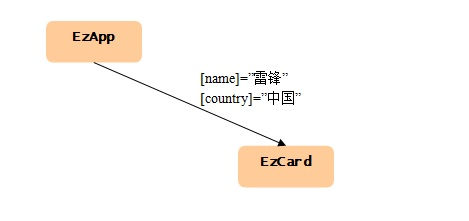 EzApp
[name]=”雷锋”
[country]=”中国”
EzCard